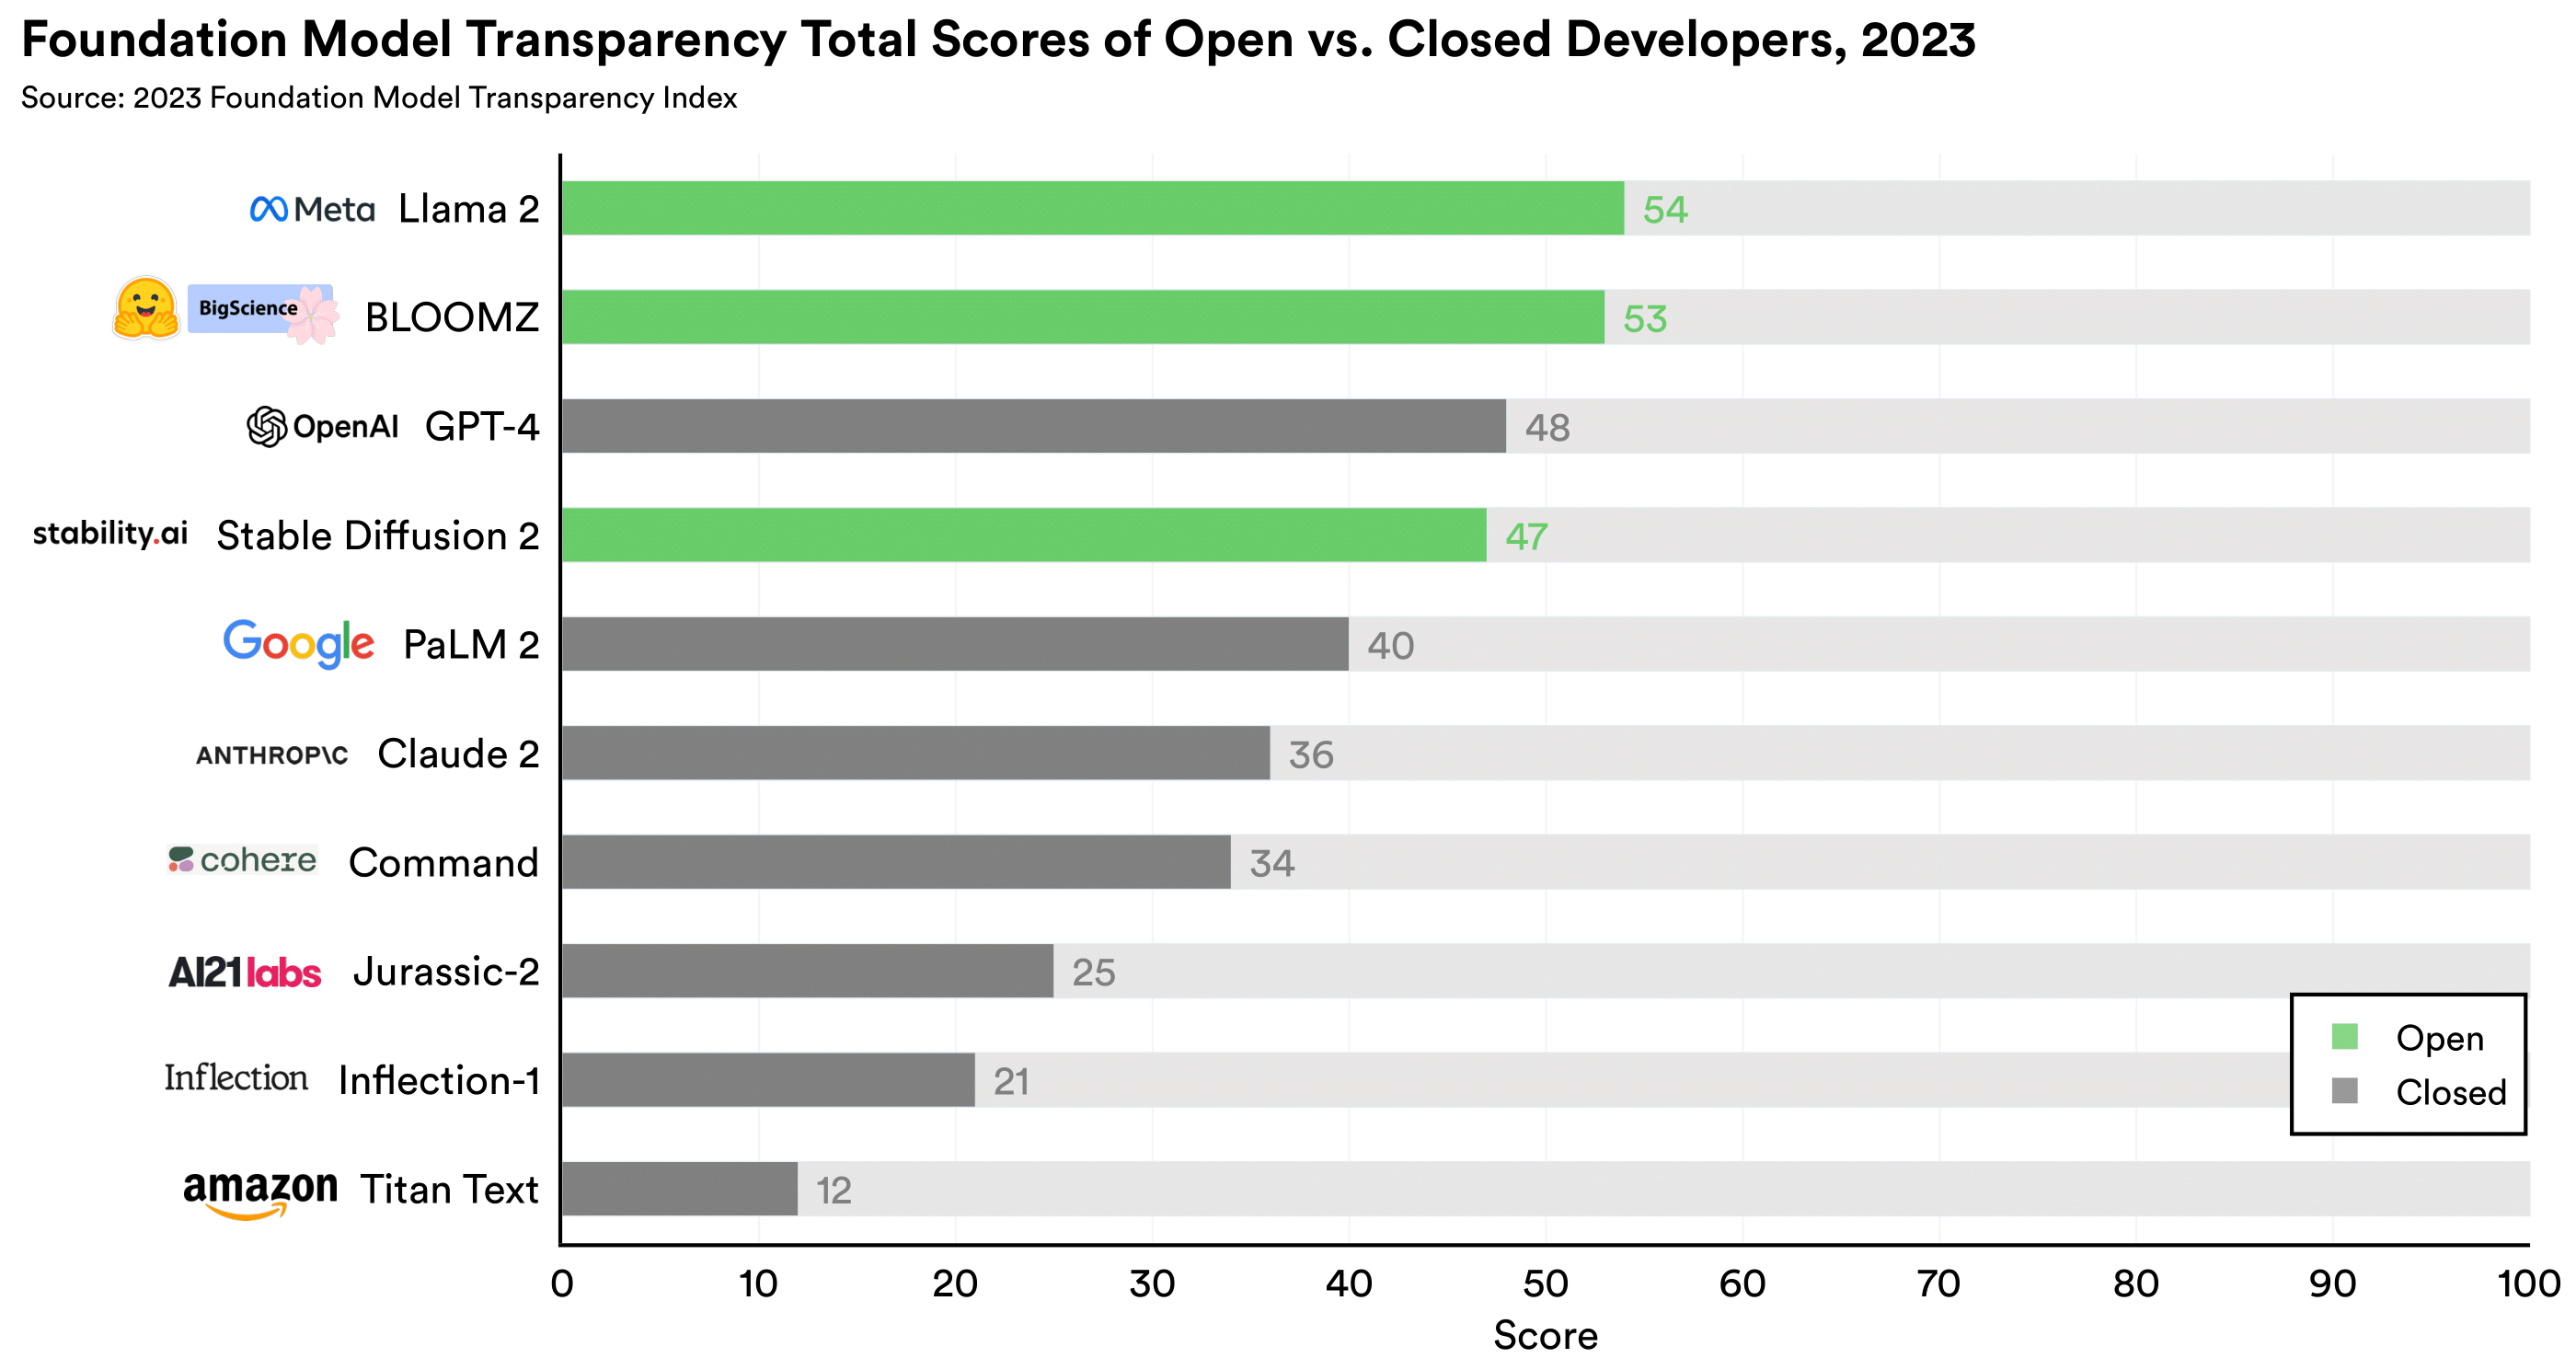 Foundation Model Transparency Total Scores of Open vs. Closed Developers, 2023
Source: 2023 Foundation Model Transparency Index
Meta Llama 2 54
BigScience BLOOMZ 53
OpenAI GPT-4 48
stability.ai Stable Diffusion 2 47
Google PaLM 2 40
ANTHROP\C Claude 2 36
cohere Command 34
AI21 labs Jurassic-2 25
Inflection Inflection-1 21
amazon Titan Text 12
Open
Closed
0 10 20 30 40 50 60 70 80 90 100
Score